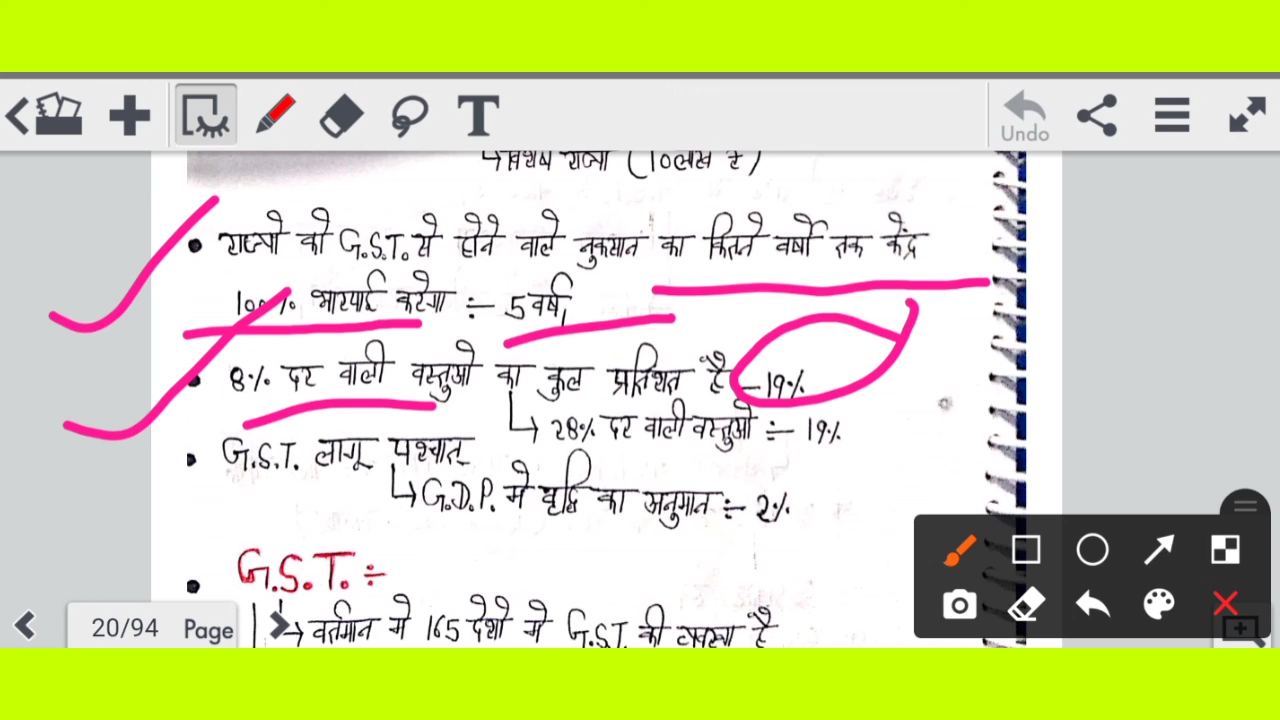 Undo
↳ विशेष राज्यो (10लाख है)
• राज्यो को G.S.T. से होने वाले नुकसान का कितने वर्षो तक केंद्र
100% भरपाई करेगा ÷ 5 वर्ष
• 8% दर वाली वस्तुओ का कुल प्रतिशत है – 19%
↳ 28% दर वाली वस्तुओ ÷ 19%
• G.S.T. लागू पश्चात्
↳ G.D.P. मे वृद्धि का अनुमान ÷ 2%
• G.S.T. ÷
→ वर्तमान मे 165 देशो मे G.S.T. की व्यवस्था है
20/94 Page